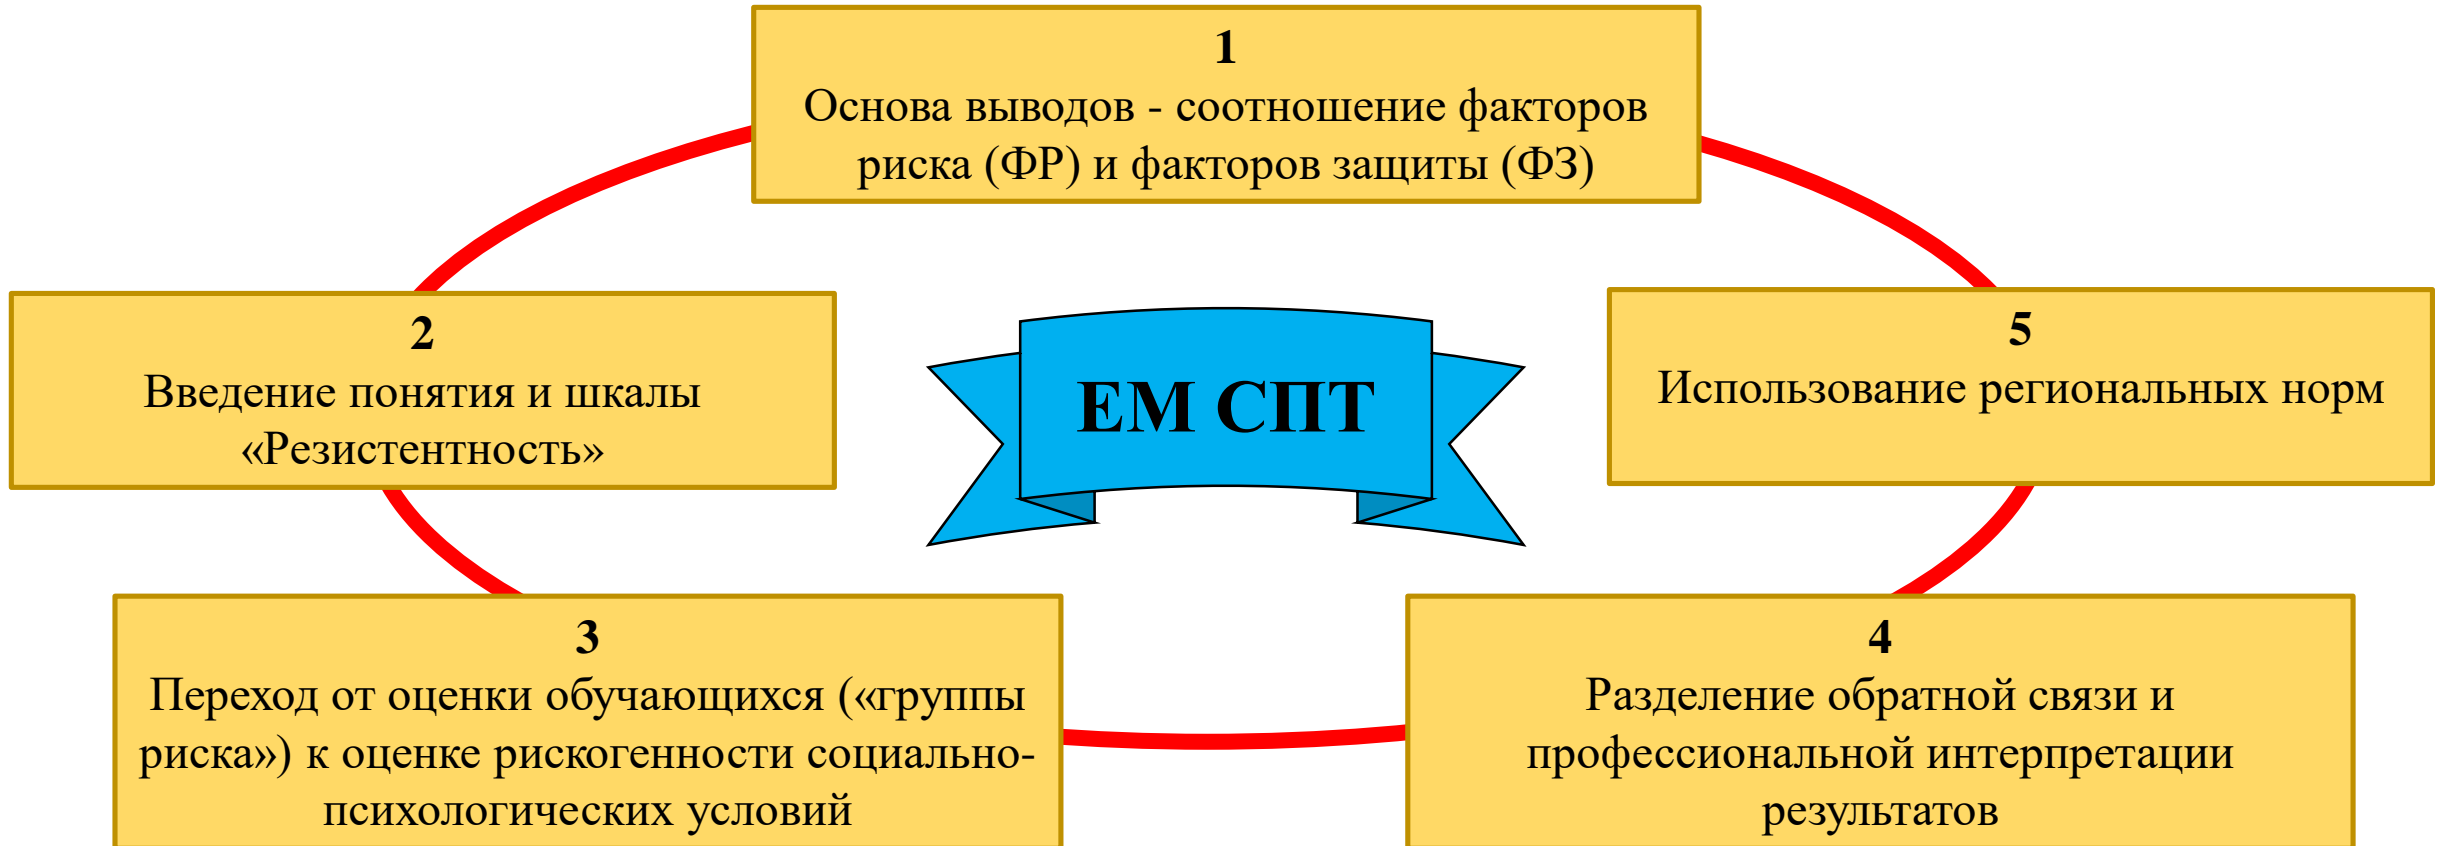 1
Основа выводов - соотношение факторов
риска (ФР) и факторов защиты (ФЗ)
2
Введение понятия и шкалы
«Резистентность»
ЕМ СПТ
5
Использование региональных норм
3
Переход от оценки обучающихся («группы
риска») к оценке рискогенности социально-
психологических условий
4
Разделение обратной связи и
профессиональной интерпретации
результатов